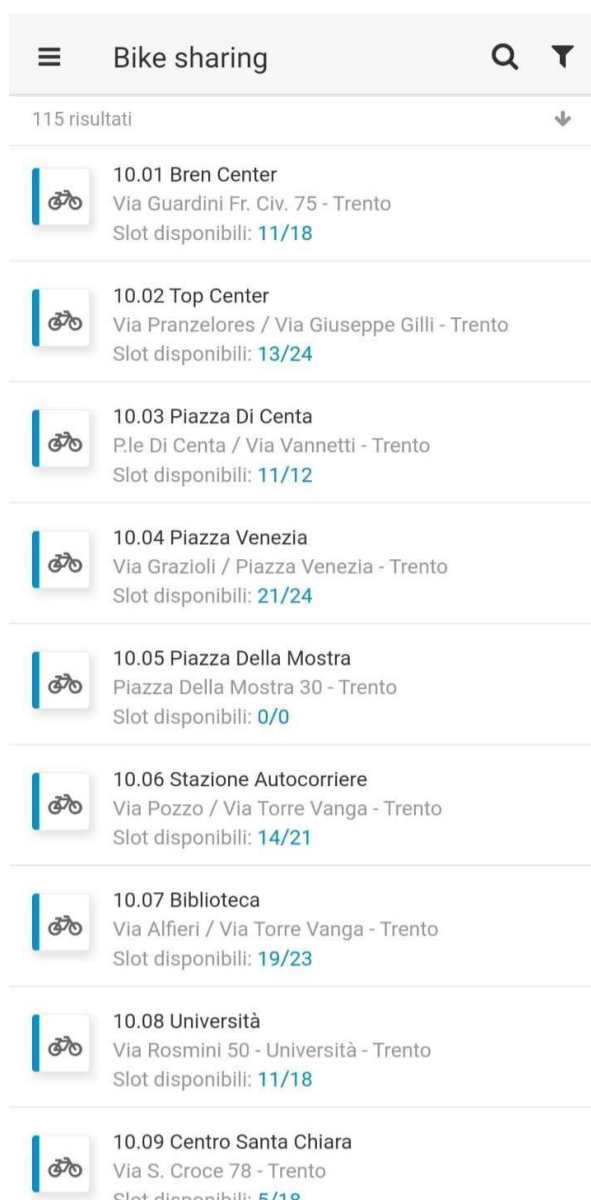 Bike sharing
115 risultati
10.01 Bren Center
Via Guardini Fr. Civ. 75 - Trento
Slot disponibili: 11/18
10.02 Top Center
Via Pranzelores / Via Giuseppe Gilli - Trento
Slot disponibili: 13/24
10.03 Piazza Di Centa
P.le Di Centa / Via Vannetti - Trento
Slot disponibili: 11/12
10.04 Piazza Venezia
Via Grazioli / Piazza Venezia - Trento
Slot disponibili: 21/24
10.05 Piazza Della Mostra
Piazza Della Mostra 30 - Trento
Slot disponibili: 0/0
10.06 Stazione Autocorriere
Via Pozzo / Via Torre Vanga - Trento
Slot disponibili: 14/21
10.07 Biblioteca
Via Alfieri / Via Torre Vanga - Trento
Slot disponibili: 19/23
10.08 Università
Via Rosmini 50 - Università - Trento
Slot disponibili: 11/18
10.09 Centro Santa Chiara
Via S. Croce 78 - Trento
Slot disponibili: 5/18